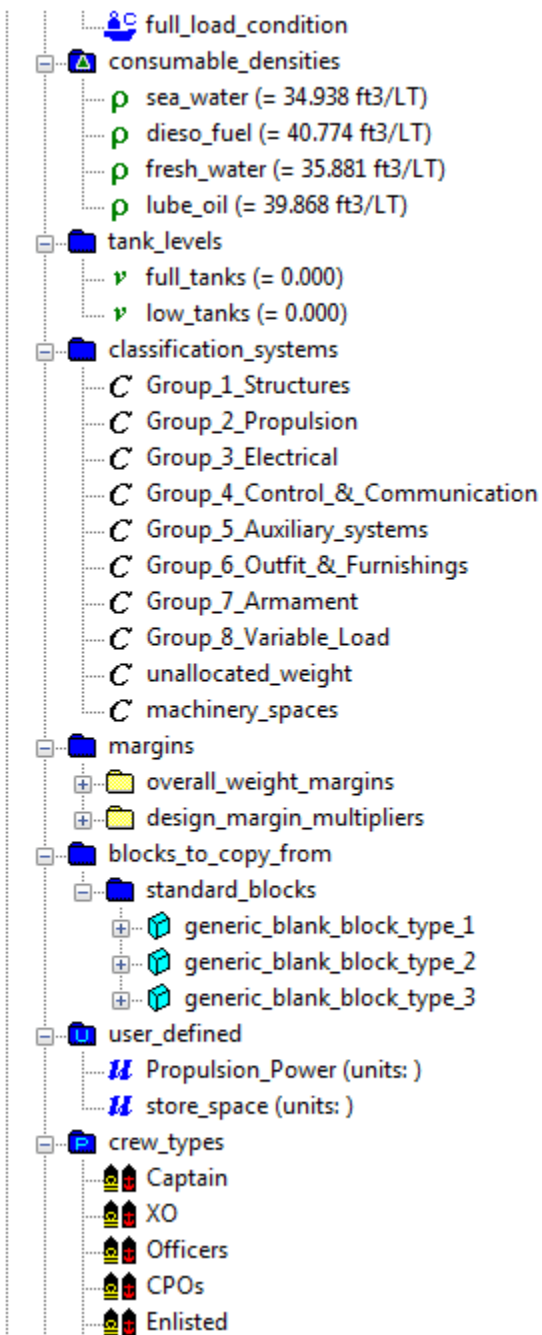 full_load_condition
consumable_densities
ρ sea_water (= 34.938 ft3/LT)
ρ dieso_fuel (= 40.774 ft3/LT)
ρ fresh_water (= 35.881 ft3/LT)
ρ lube_oil (= 39.868 ft3/LT)
tank_levels
v full_tanks (= 0.000)
v low_tanks (= 0.000)
classification_systems
C Group_1_Structures
C Group_2_Propulsion
C Group_3_Electrical
C Group_4_Control_&_Communication
C Group_5_Auxiliary_systems
C Group_6_Outfit_&_Furnishings
C Group_7_Armament
C Group_8_Variable_Load
C unallocated_weight
C machinery_spaces
margins
overall_weight_margins
design_margin_multipliers
blocks_to_copy_from
standard_blocks
generic_blank_block_type_1
generic_blank_block_type_2
generic_blank_block_type_3
U user_defined
U Propulsion_Power (units: )
U store_space (units: )
P crew_types
Captain
XO
Officers
CPOs
Enlisted